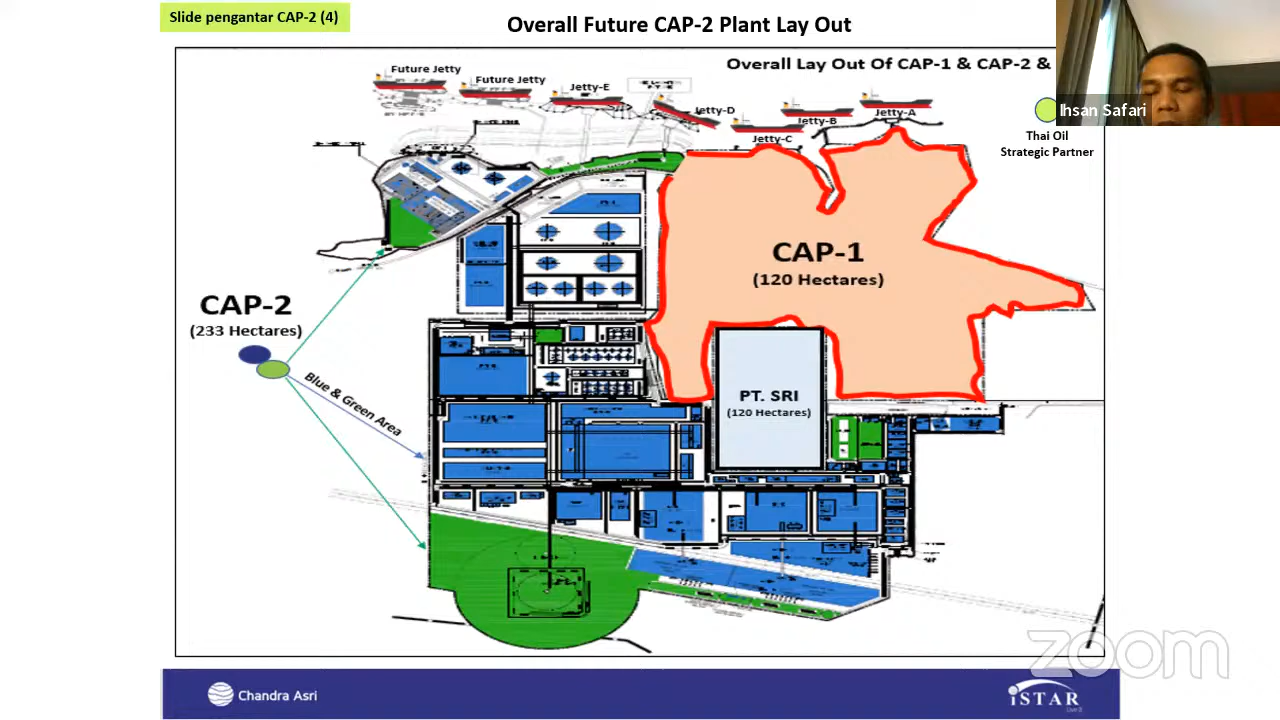 Slide pengantar CAP-2 (4)
Overall Future CAP-2 Plant Lay Out
Overall Lay Out Of CAP-1 & CAP-2 &
Ihsan Safari
Thai Oil
Strategic Partner
Future Jetty
Future Jetty
Jetty-E
Jetty-D
Jetty-C
Jetty-B
Jetty-A
CAP-1
(120 Hectares)
CAP-2
(233 Hectares)
Blue & Green Area
PT. SRI
(120 Hectares)
zoom
Chandra Asri
iSTAR